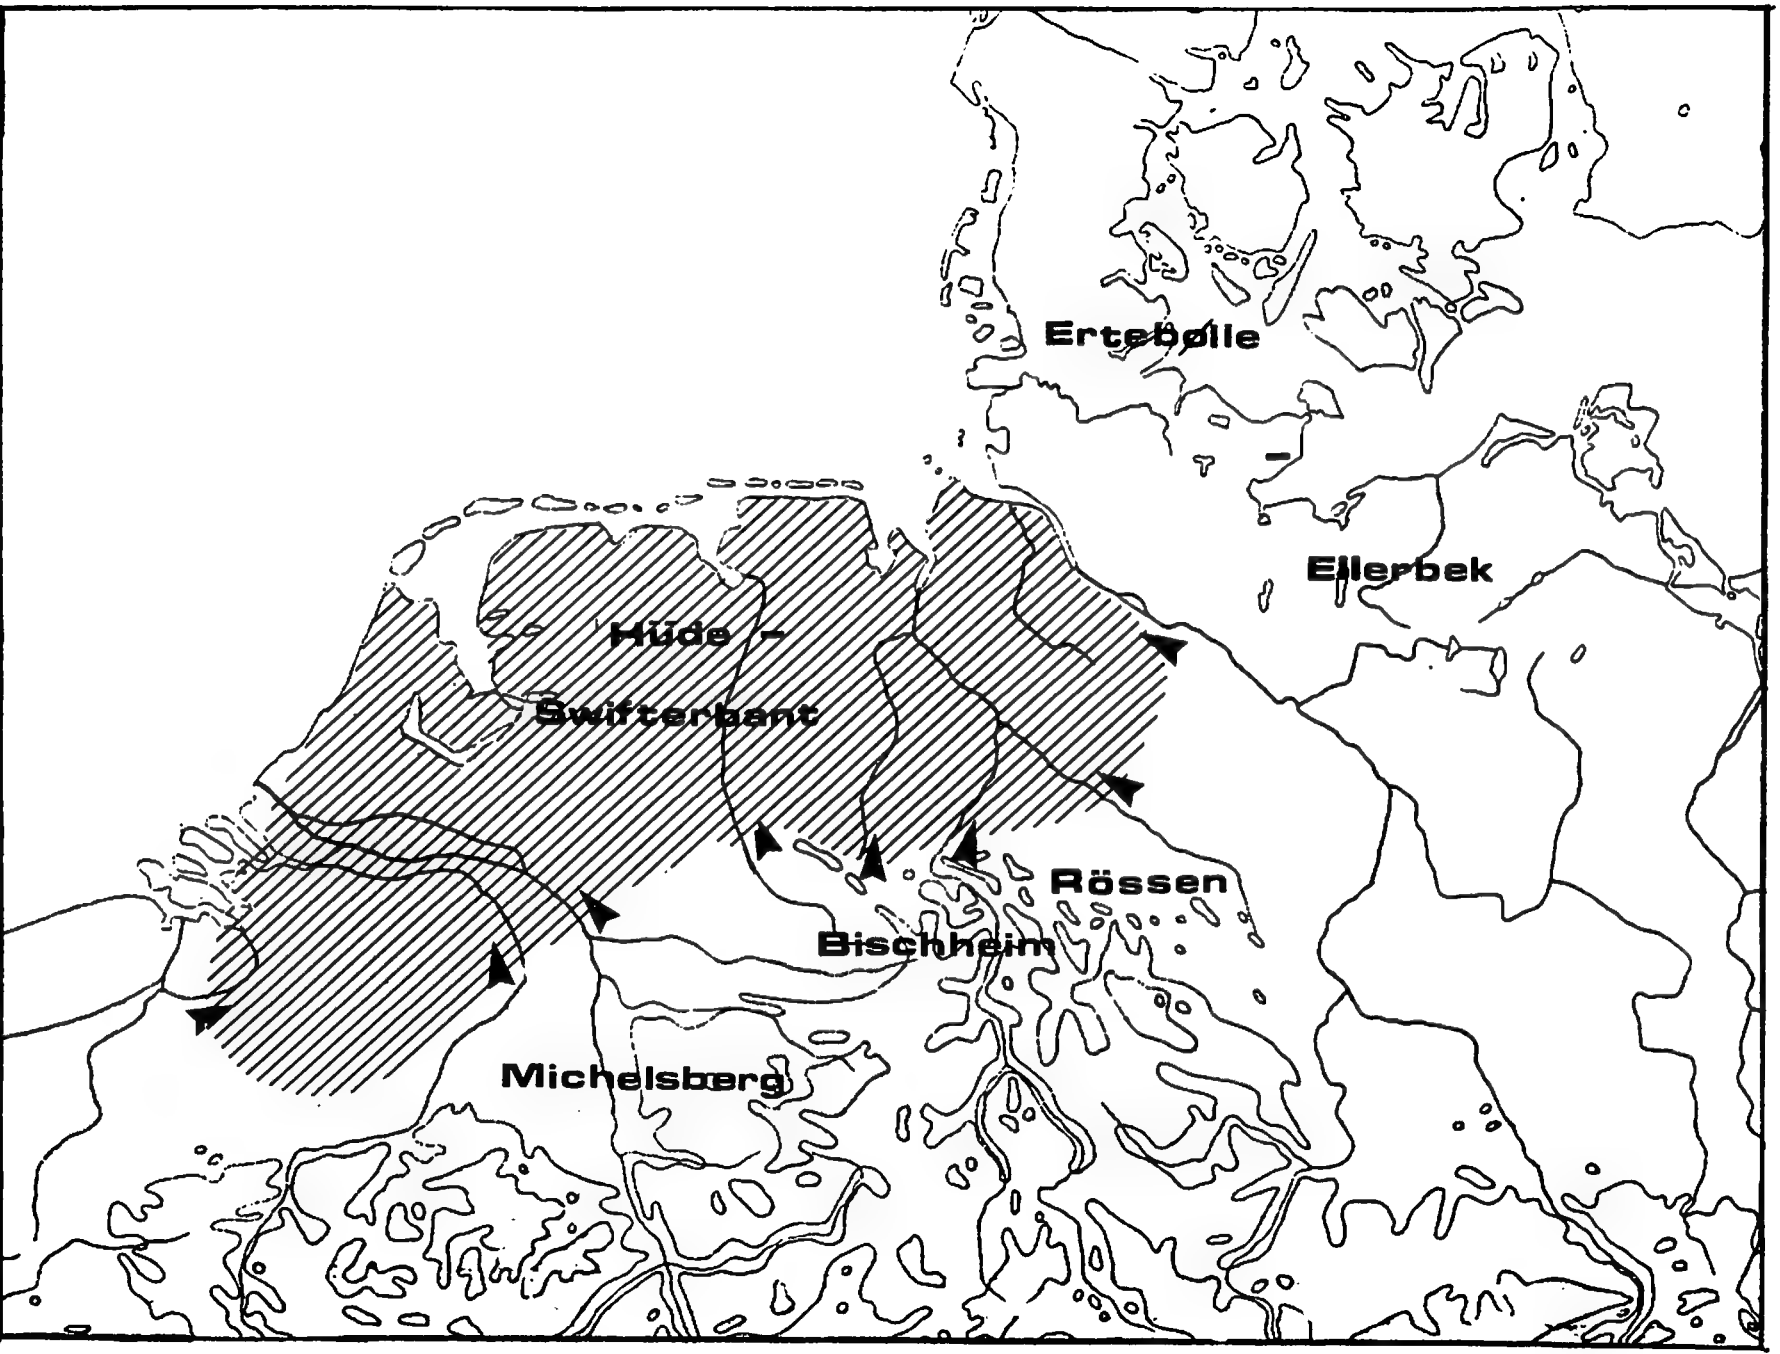 Ertebølle
–
Ellerbek
Hüde –
Swifterbant
Rössen
Bischheim
Michelsberg